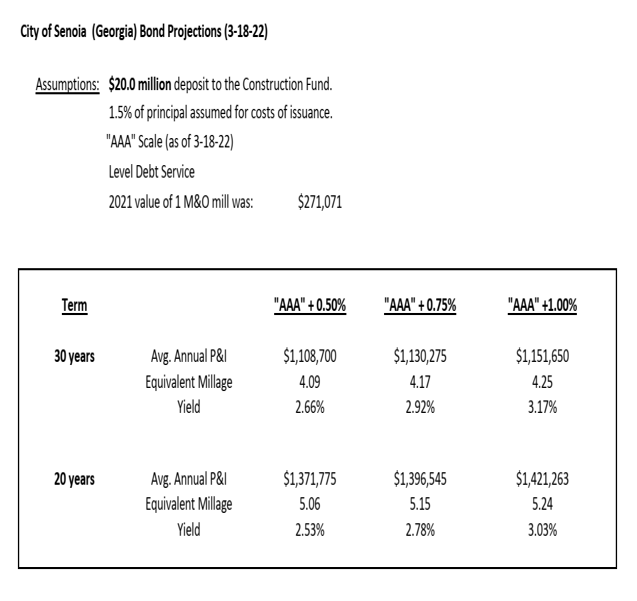 City of Senoia (Georgia) Bond Projections (3-18-22)
Assumptions: $20.0 million deposit to the Construction Fund.
1.5% of principal assumed for costs of issuance.
"AAA" Scale (as of 3-18-22)
Level Debt Service
2021 value of 1 M&O mill was: $271,071
Term "AAA" + 0.50% "AAA" + 0.75% "AAA" +1.00%
30 years Avg. Annual P&I $1,108,700 $1,130,275 $1,151,650
Equivalent Millage 4.09 4.17 4.25
Yield 2.66% 2.92% 3.17%
20 years Avg. Annual P&I $1,371,775 $1,396,545 $1,421,263
Equivalent Millage 5.06 5.15 5.24
Yield 2.53% 2.78% 3.03%